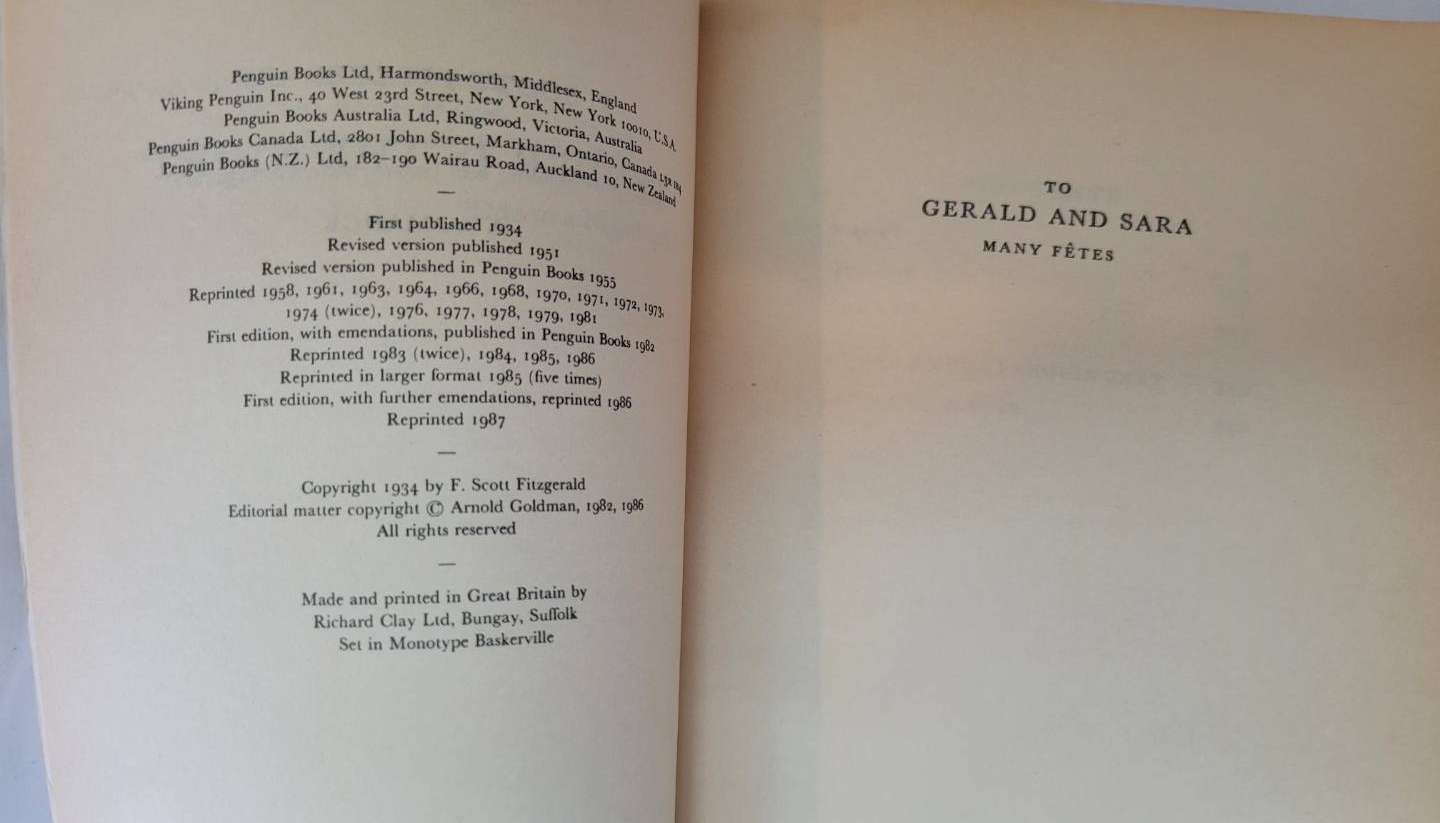 Penguin Books Ltd, Harmondsworth, Middlesex, England
Viking Penguin Inc., 40 West 23rd Street, New York, New York 10010, U.S.A.
Penguin Books Australia Ltd, Ringwood, Victoria, Australia
Penguin Books Canada Ltd, 2801 John Street, Markham, Ontario, Canada L3R 1B4
Penguin Books (N.Z.) Ltd, 182–190 Wairau Road, Auckland 10, New Zealand
—
First published 1934
Revised version published 1951
Revised version published in Penguin Books 1955
Reprinted 1958, 1961, 1963, 1964, 1966, 1968, 1970, 1971, 1972, 1973,
1974 (twice), 1976, 1977, 1978, 1979, 1981
First edition, with emendations, published in Penguin Books 1982
Reprinted 1983 (twice), 1984, 1985, 1986
Reprinted in larger format 1985 (five times)
First edition, with further emendations, reprinted 1986
Reprinted 1987
—
Copyright 1934 by F. Scott Fitzgerald
Editorial matter copyright © Arnold Goldman, 1982, 1986
All rights reserved
—
Made and printed in Great Britain by
Richard Clay Ltd, Bungay, Suffolk
Set in Monotype Baskerville
TO
GERALD AND SARA
MANY FÊTES